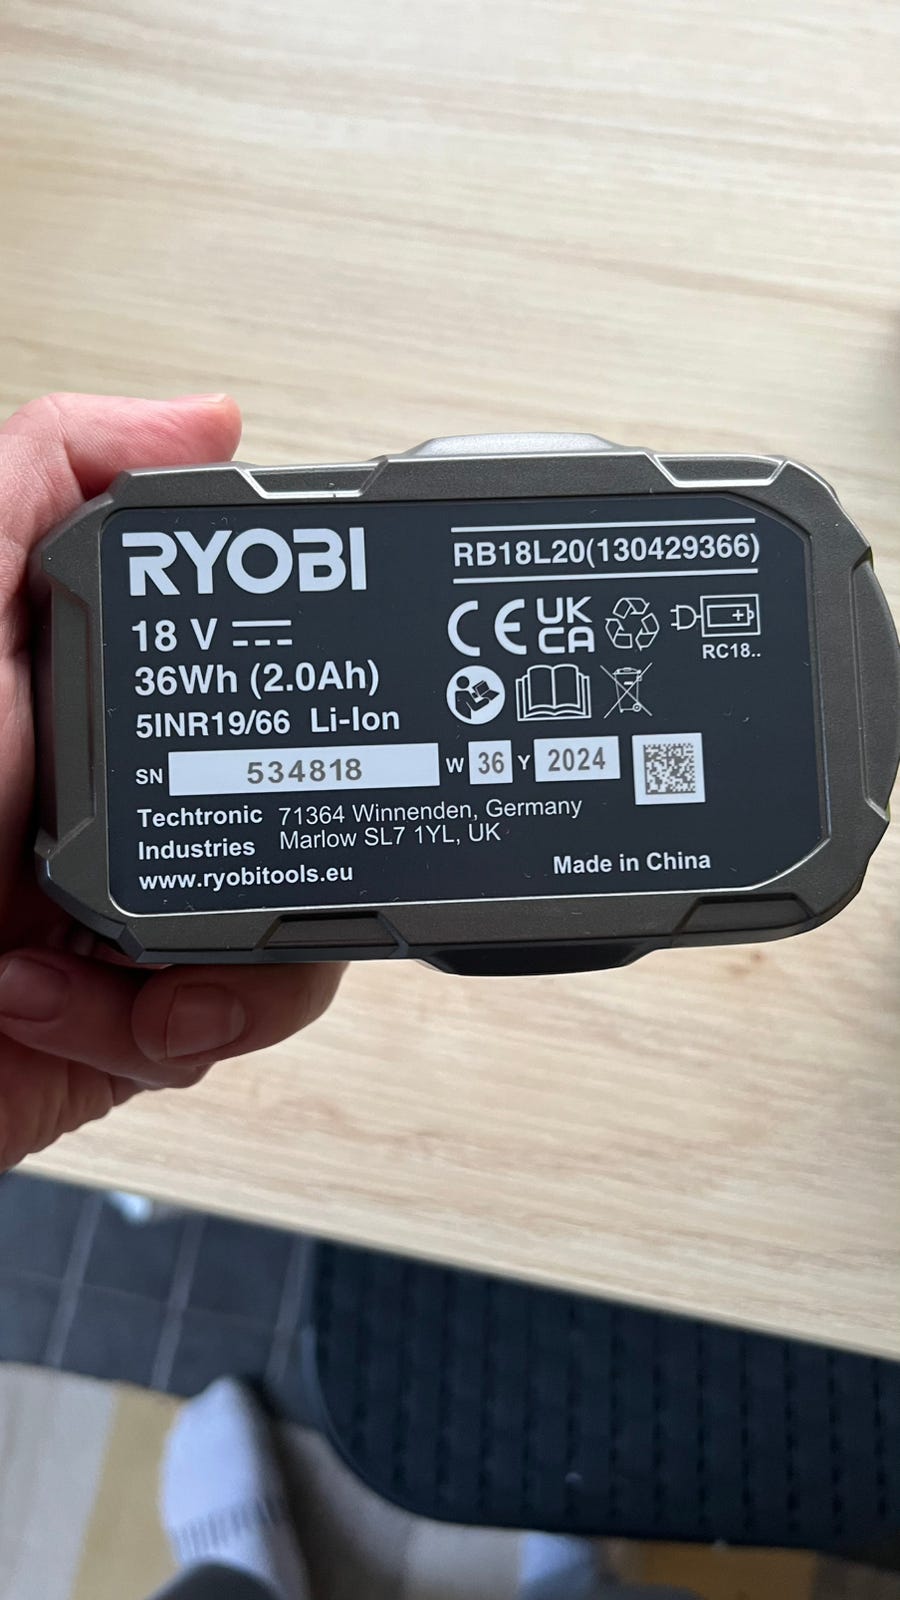 RYOBI
18 V
36Wh (2.0Ah)
5INR19/66 Li-Ion
RB18L20(130429366)
CE UK CA
RC18..
SN 534818 W 36 Y 2024
Techtronic Industries
71364 Winnenden, Germany
Marlow SL7 1YL, UK
www.ryobitools.eu
Made in China